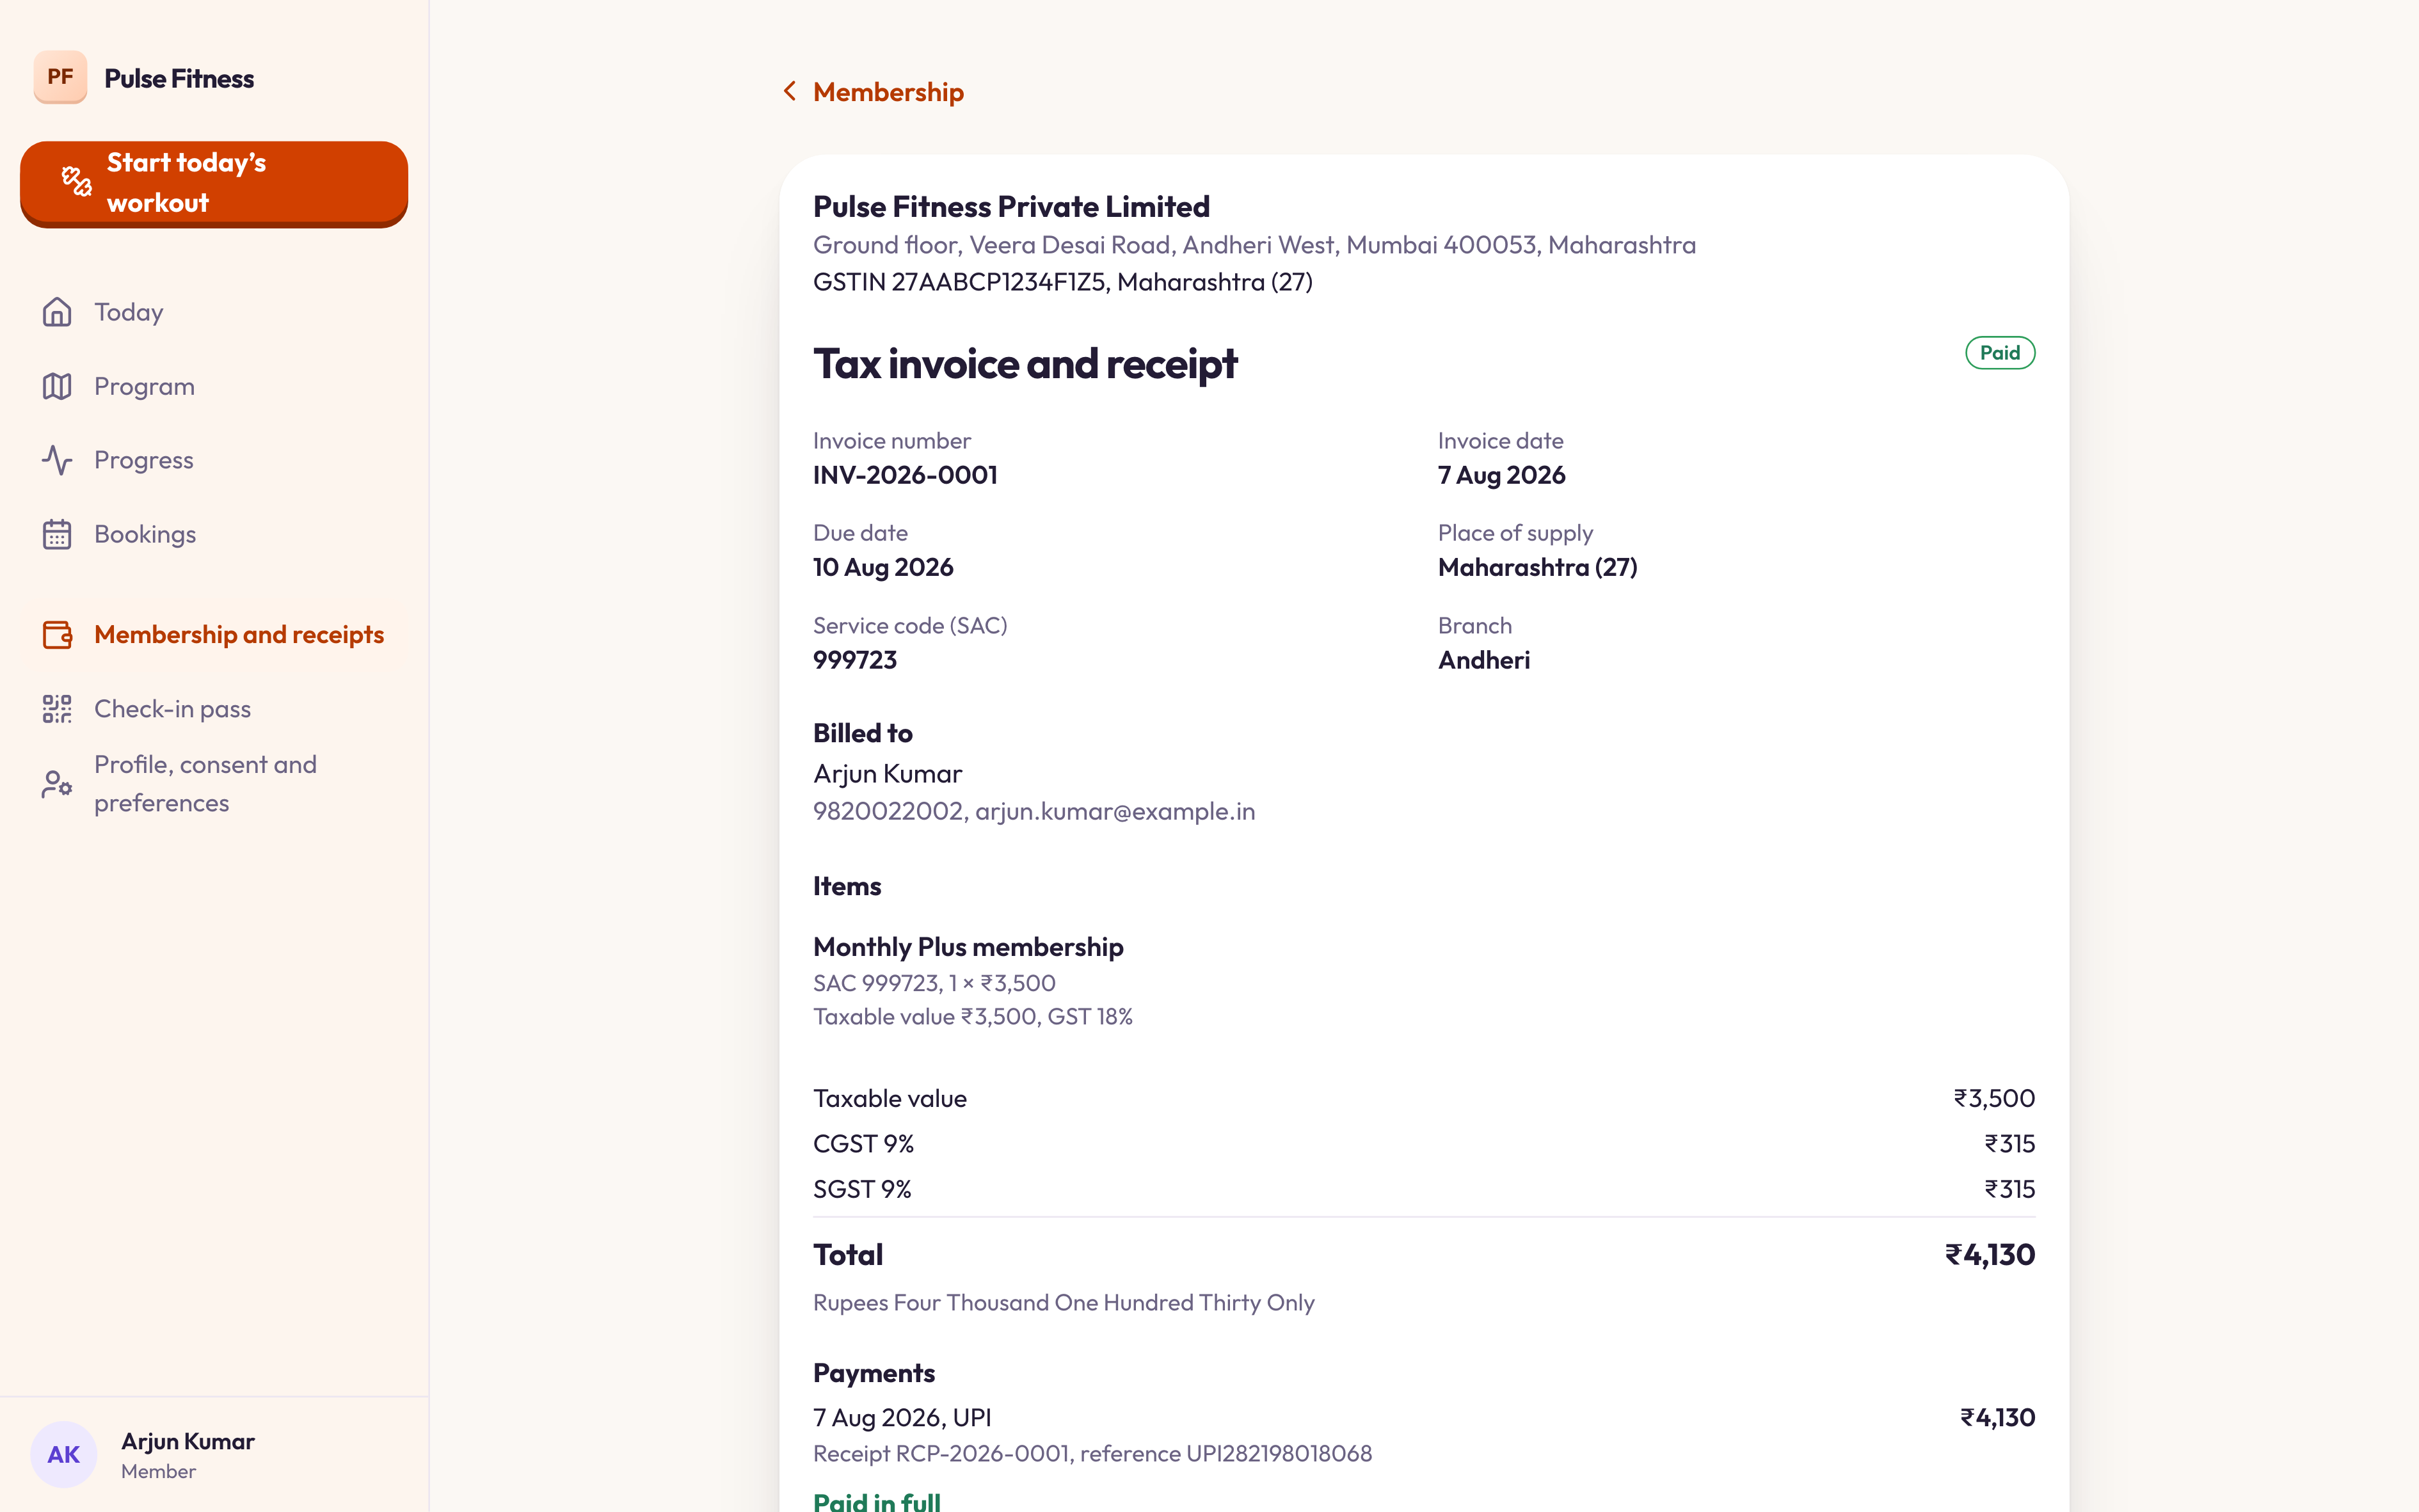 PF
Pulse Fitness
Start today’s
workout
Today
Program
Progress
Bookings
Membership and receipts
Check-in pass
Profile, consent and
preferences
AK
Arjun Kumar
Member
Membership
Pulse Fitness Private Limited
Ground floor, Veera Desai Road, Andheri West, Mumbai 400053, Maharashtra
GSTIN 27AABCP1234F1Z5, Maharashtra (27)
Tax invoice and receipt
Paid
Invoice number
INV-2026-0001
Invoice date
7 Aug 2026
Due date
10 Aug 2026
Place of supply
Maharashtra (27)
Service code (SAC)
999723
Branch
Andheri
Billed to
Arjun Kumar
9820022002, arjun.kumar@example.in
Items
Monthly Plus membership
SAC 999723, 1 × ₹3,500
Taxable value ₹3,500, GST 18%
Taxable value ₹3,500
CGST 9% ₹315
SGST 9% ₹315
Total ₹4,130
Rupees Four Thousand One Hundred Thirty Only
Payments
7 Aug 2026, UPI ₹4,130
Receipt RCP-2026-0001, reference UPI282198018068
Paid in full